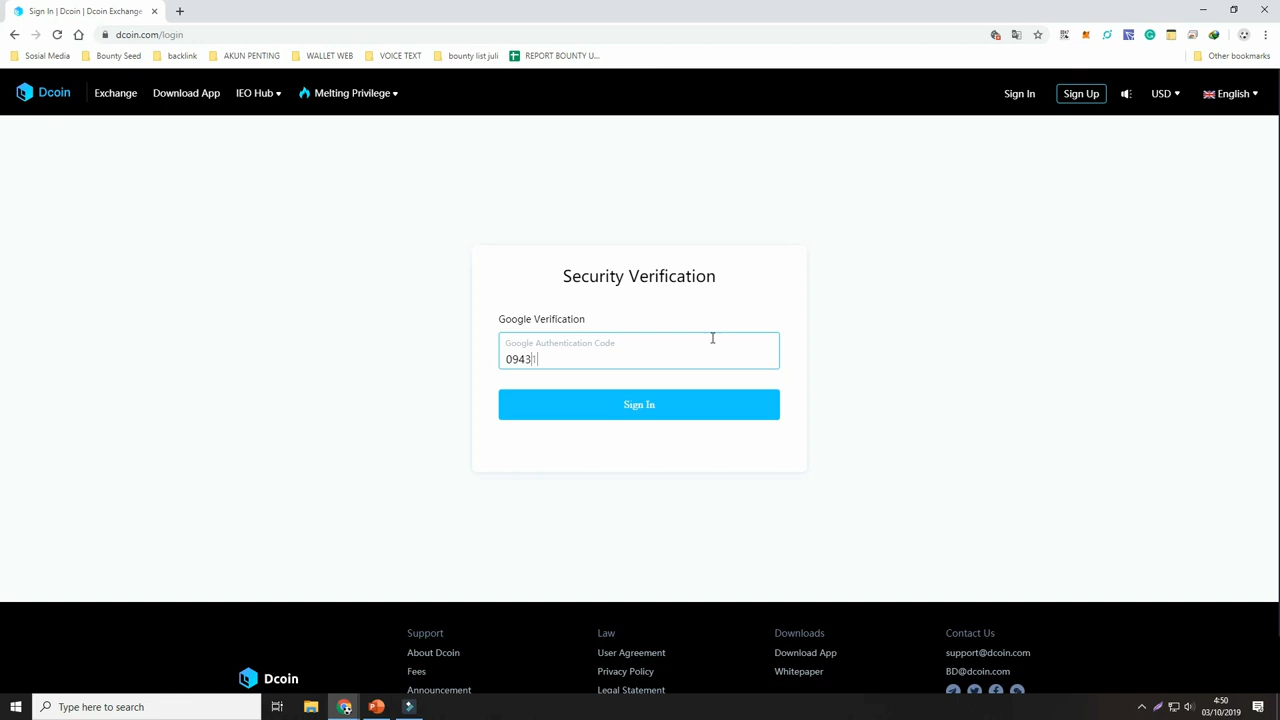 Sign In | Dcoin | Dcoin Exchange
dcoin.com/login
Sosial Media
Bounty Seed
backlink
AKUN PENTING
WALLET WEB
VOICE TEXT
bounty list juli
REPORT BOUNTY U...
Other bookmarks
Dcoin
Exchange
Download App
IEO Hub
Melting Privilege
Sign In
Sign Up
USD
English
Security Verification
Google Verification
Google Authentication Code
09431
Sign In
Support
Law
Downloads
Contact Us
About Dcoin
User Agreement
Download App
support@dcoin.com
Fees
Privacy Policy
Whitepaper
BD@dcoin.com
Dcoin
Announcement
Legal Statement
Type here to search
4:50
03/10/2019